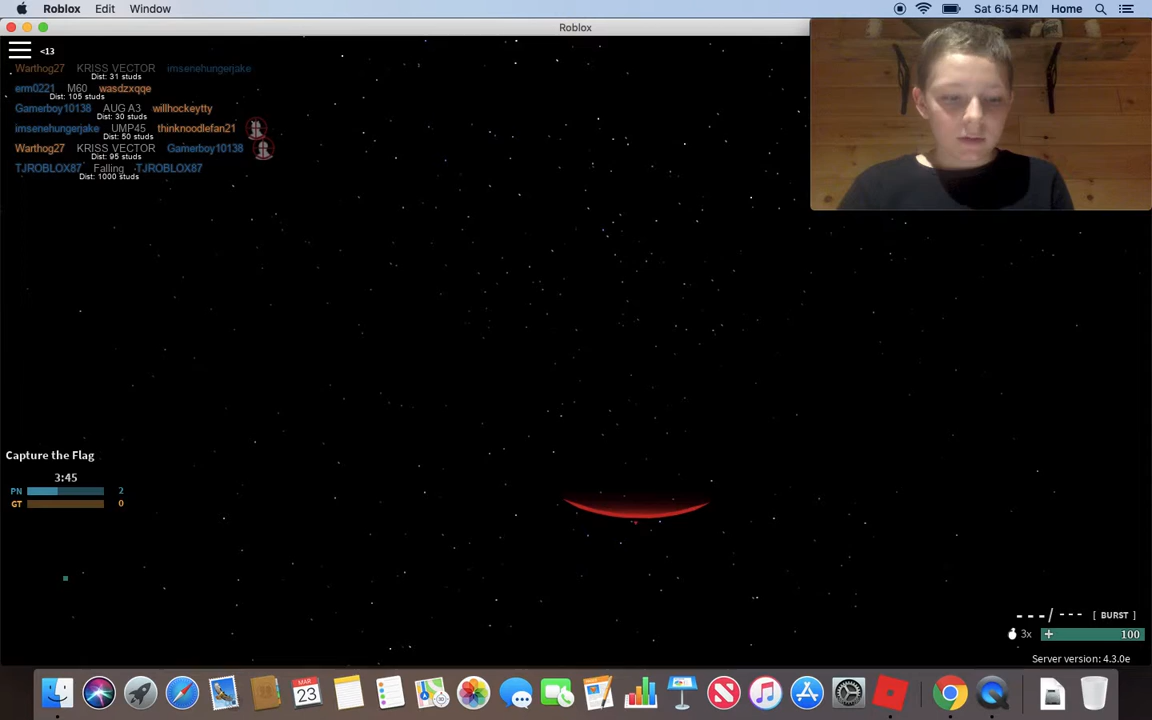 Roblox Edit Window Sat 6:54 PM Home
Roblox
<13
Warthog27 KRISS VECTOR imsenehungerjake
Dist: 31 studs
erm0221 M60 wasdzxqqe
Dist: 105 studs
Gamerboy10138 AUG A3 willhockeytty
Dist: 30 studs
imsenehungerjake UMP45 thinknoodlefan21
Dist: 50 studs
Warthog27 KRISS VECTOR Gamerboy10138
Dist: 95 studs
TJROBLOX87 Falling TJROBLOX87
Dist: 1000 studs
Capture the Flag
3:45
PN 2
GT 0
---/ --- [ BURST ]
3x + 100
Server version: 4.3.0e
MAR
23